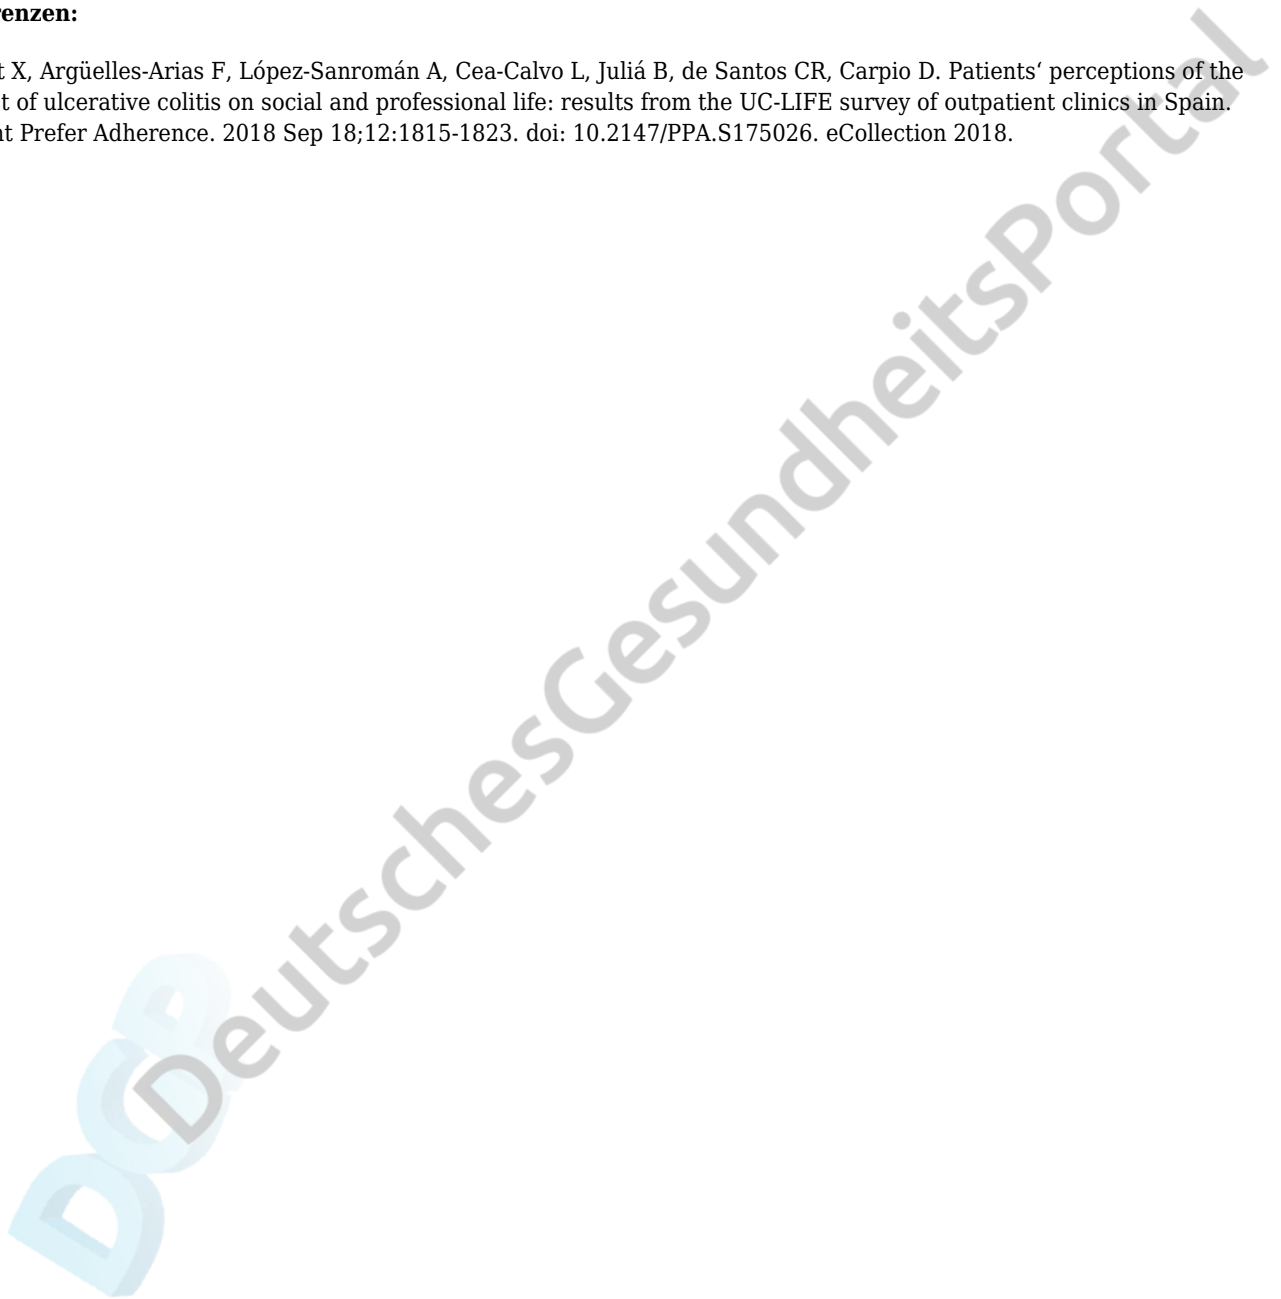 renzen:
t X, Argüelles-Arias F, López-Sanromán A, Cea-Calvo L, Juliá B, de Santos CR, Carpio D. Patients‘ perceptions of the
t of ulcerative colitis on social and professional life: results from the UC-LIFE survey of outpatient clinics in Spain.
nt Prefer Adherence. 2018 Sep 18;12:1815-1823. doi: 10.2147/PPA.S175026. eCollection 2018.
DeutschesGesundheitsPortal
DGP